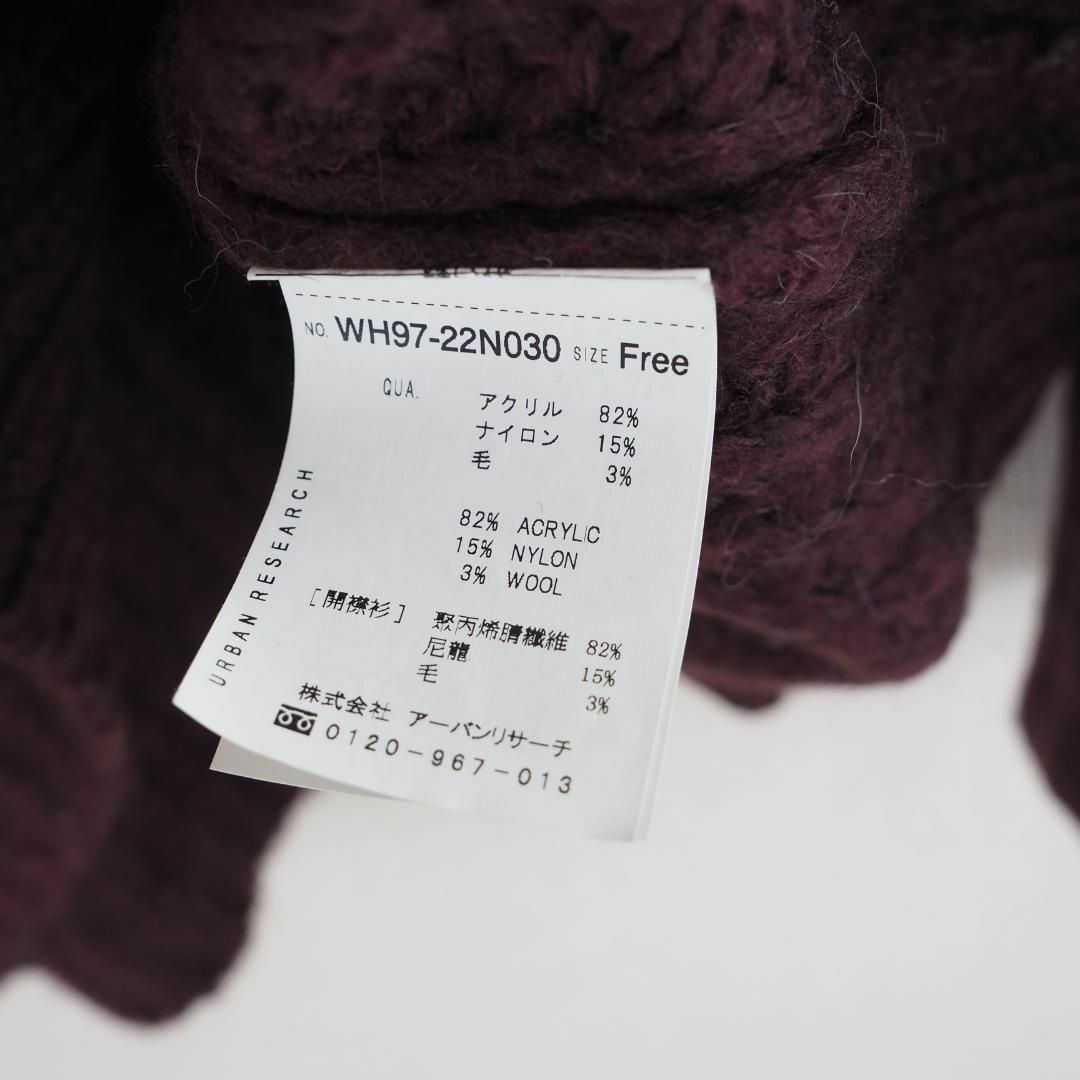 NO. WH97-22N030 SIZE Free
QUA.
アクリル 82%
ナイロン 15%
毛 3%
82% ACRYLIC
15% NYLON
3% WOOL
[開襟衫]
聚丙烯腈纖維 82%
尼龍 15%
毛 3%
株式会社 アーバンリサーチ
0120-967-013
URBAN RESEARCH